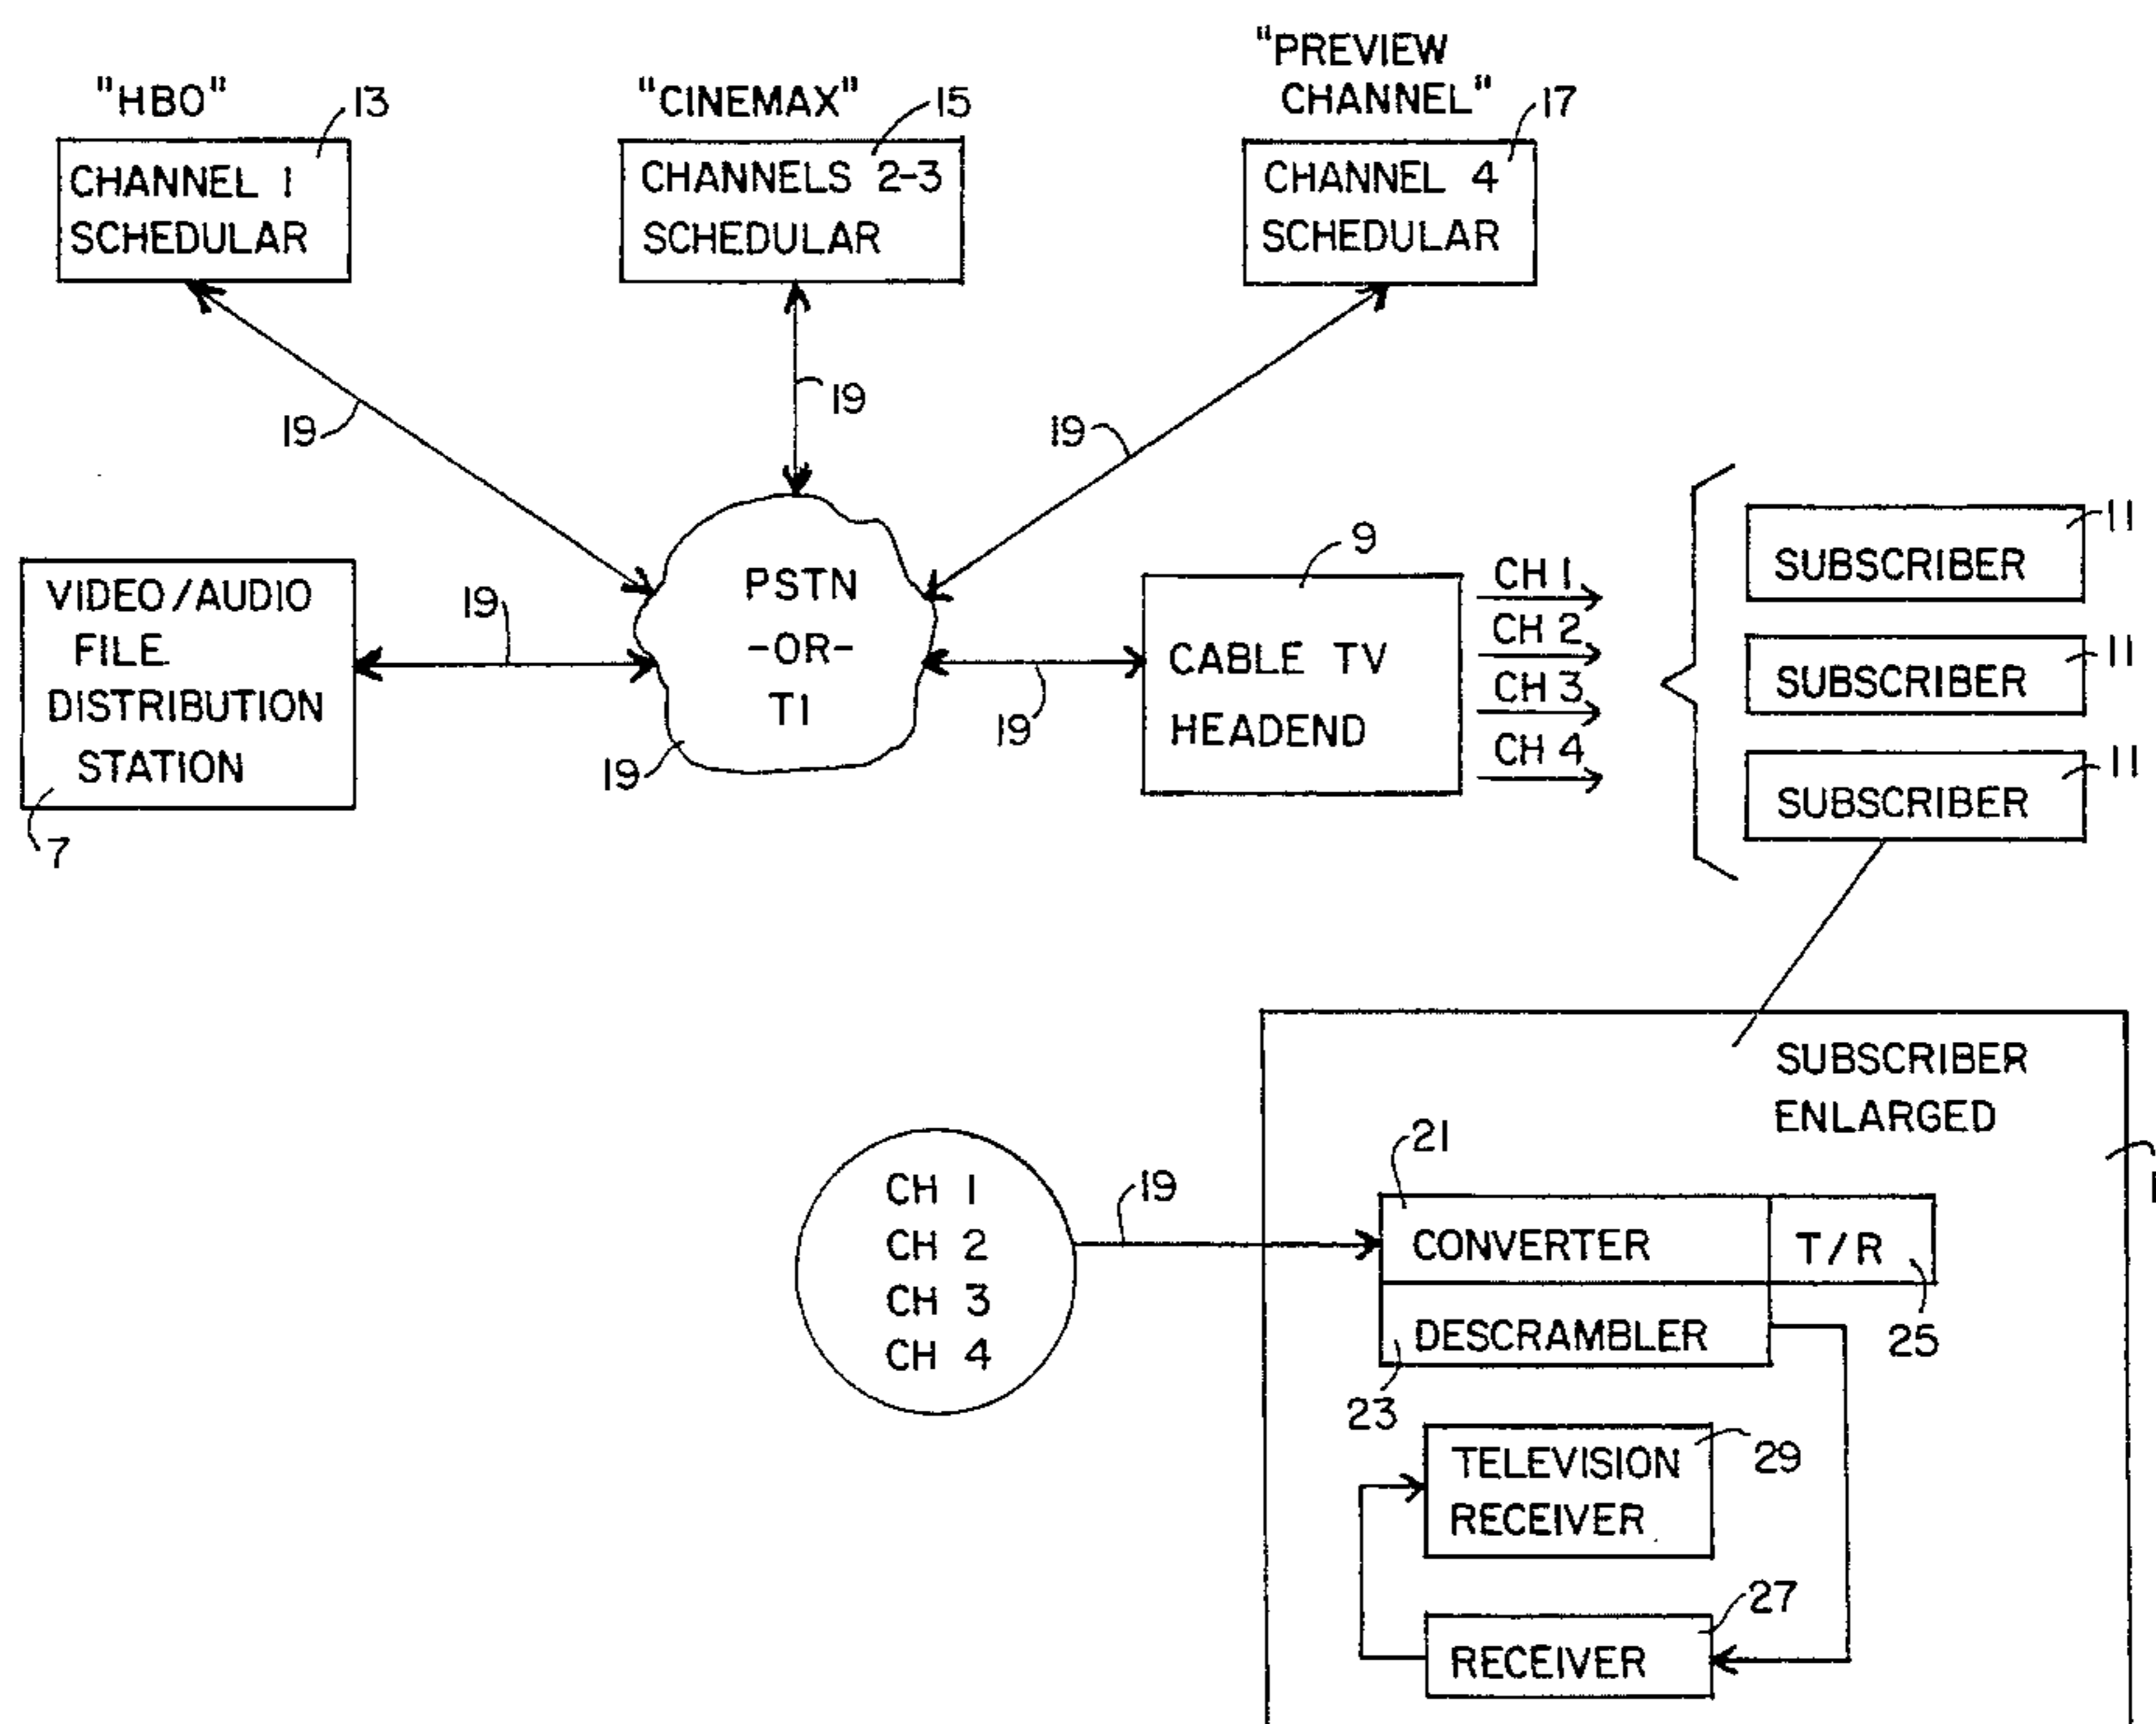 "HBO"
13
CHANNEL 1
SCHEDULAR
"CINEMAX"
15
CHANNELS 2-3
SCHEDULAR
"PREVIEW
CHANNEL"
17
CHANNEL 4
SCHEDULAR
19
19
19
VIDEO/AUDIO
FILE
DISTRIBUTION
STATION
7
19
PSTN
-OR-
T1
19
19
9
CABLE TV
HEADEND
CH 1
CH 2
CH 3
CH 4
SUBSCRIBER
11
SUBSCRIBER
11
SUBSCRIBER
11
SUBSCRIBER
ENLARGED
CH 1
CH 2
CH 3
CH 4
19
21
CONVERTER
T/R
25
DESCRAMBLER
23
TELEVISION
RECEIVER
29
27
RECEIVER